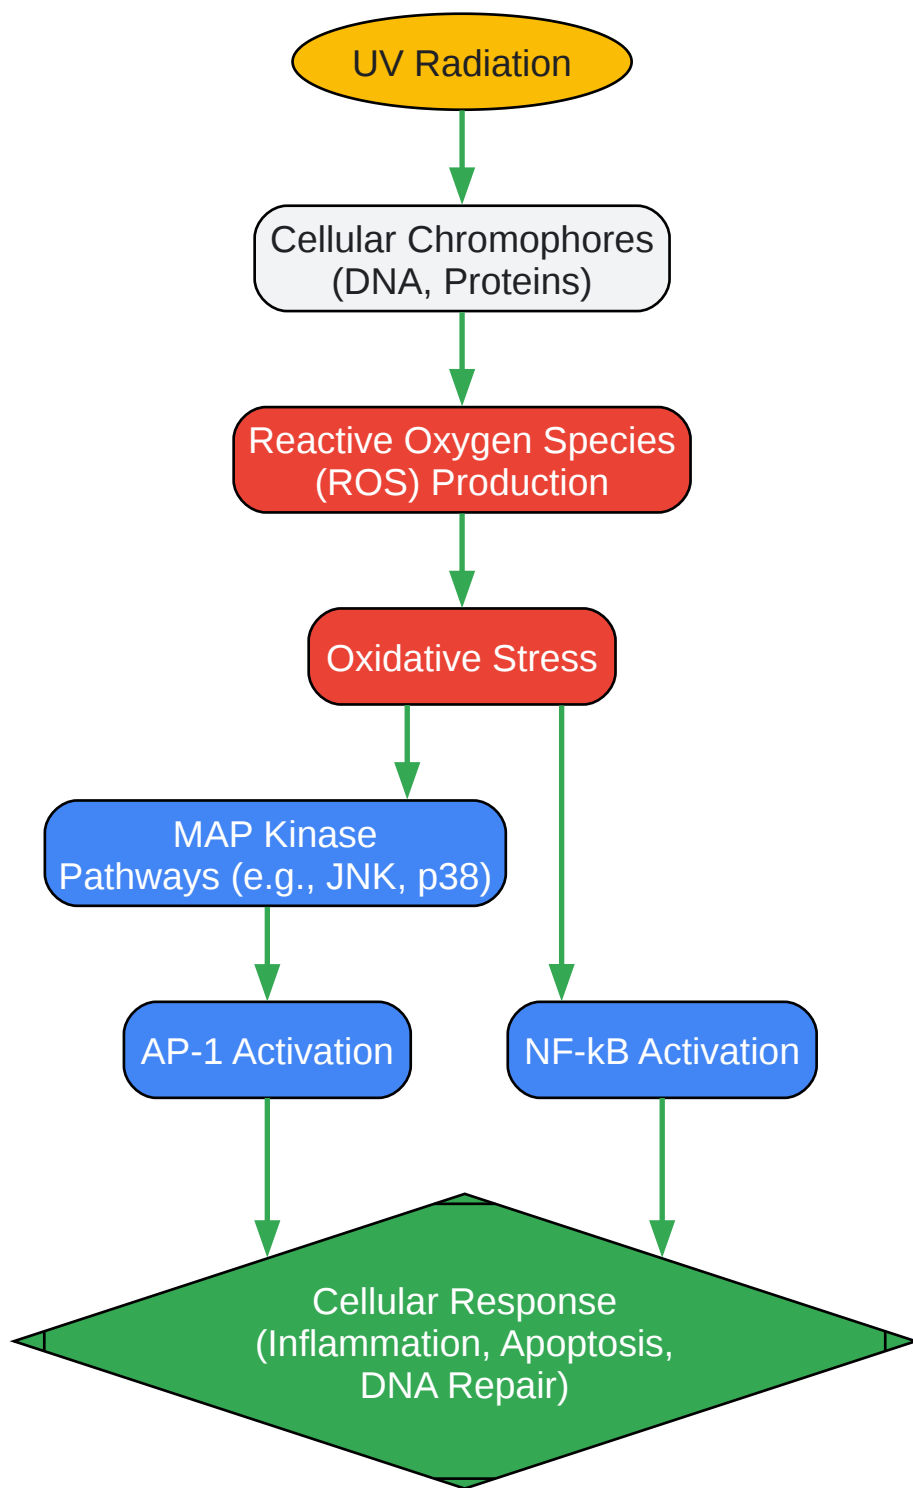 UV Radiation
Cellular Chromophores
(DNA, Proteins)
Reactive Oxygen Species
(ROS) Production
Oxidative Stress
MAP Kinase
Pathways (e.g., JNK, p38)
AP-1 Activation
NF-kB Activation
Cellular Response
(Inflammation, Apoptosis,
DNA Repair)